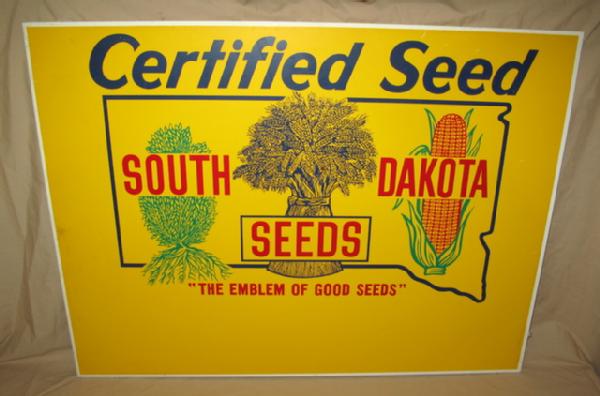 Certified Seed
SOUTH DAKOTA
SEEDS
"THE EMBLEM OF GOOD SEEDS"